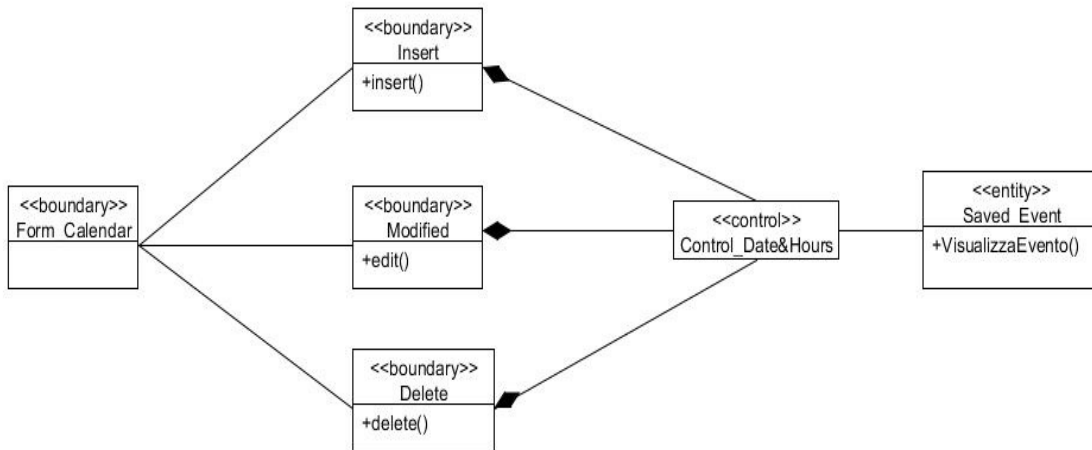 <<boundary>>
Insert
+insert()
<<boundary>>
Form_Calendar
<<boundary>>
Modified
+edit()
<<control>>
Control_Date&Hours
<<entity>>
Saved_Event
+VisualizzaEvento()
<<boundary>>
Delete
+delete()